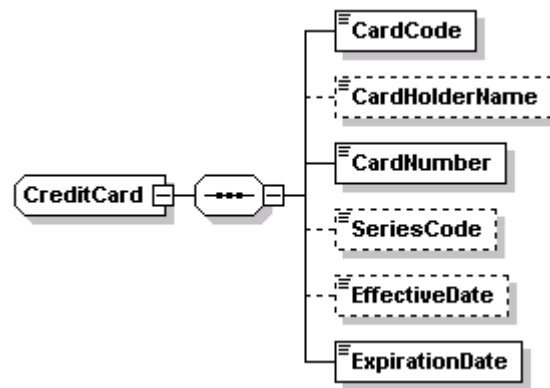 CardCode
CardHolderName
CardNumber
CreditCard
SeriesCode
EffectiveDate
ExpirationDate